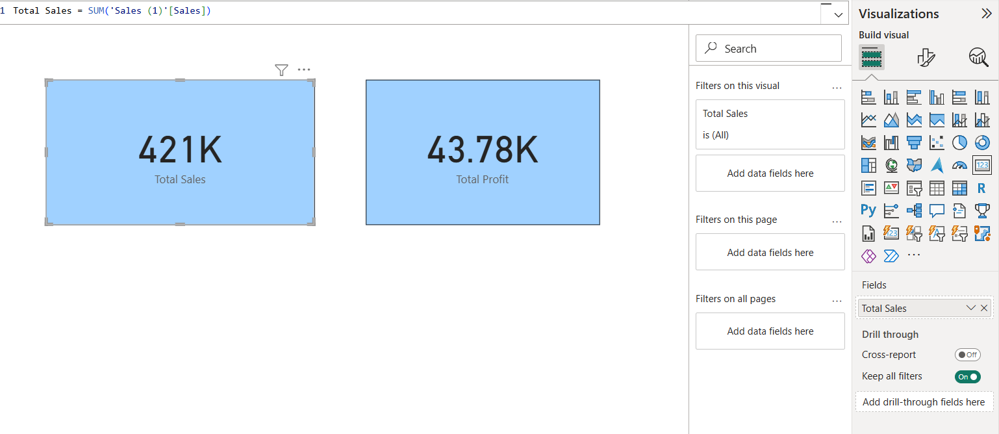 1 Total Sales = SUM('Sales (1)'[Sales])
421K
Total Sales
43.78K
Total Profit
Search
Filters on this visual
...
Total Sales
is (All)
Add data fields here
Filters on this page
...
Add data fields here
Filters on all pages
...
Add data fields here
Visualizations
Build visual
123
R
Py
123
A
...
Fields
Total Sales
Drill through
Cross-report
Off
Keep all filters
On
Add drill-through fields here